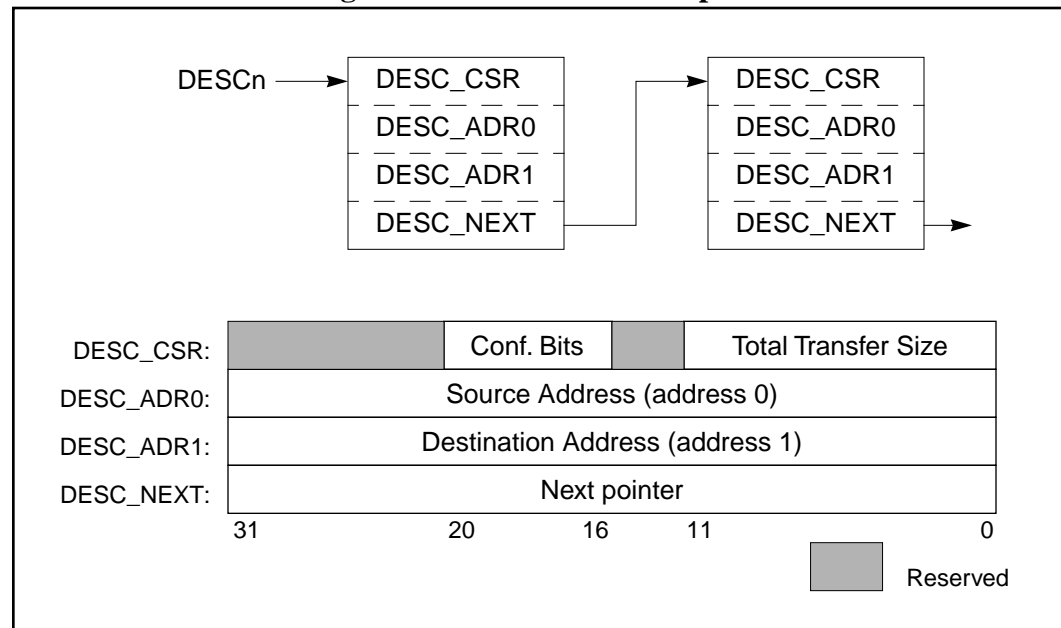 DESCn
DESC_CSR
DESC_CSR
DESC_ADR0
DESC_ADR0
DESC_ADR1
DESC_ADR1
DESC_NEXT
DESC_NEXT
DESC_CSR: Conf. Bits Total Transfer Size
DESC_ADR0: Source Address (address 0)
DESC_ADR1: Destination Address (address 1)
DESC_NEXT: Next pointer
31 20 16 11 0
Reserved